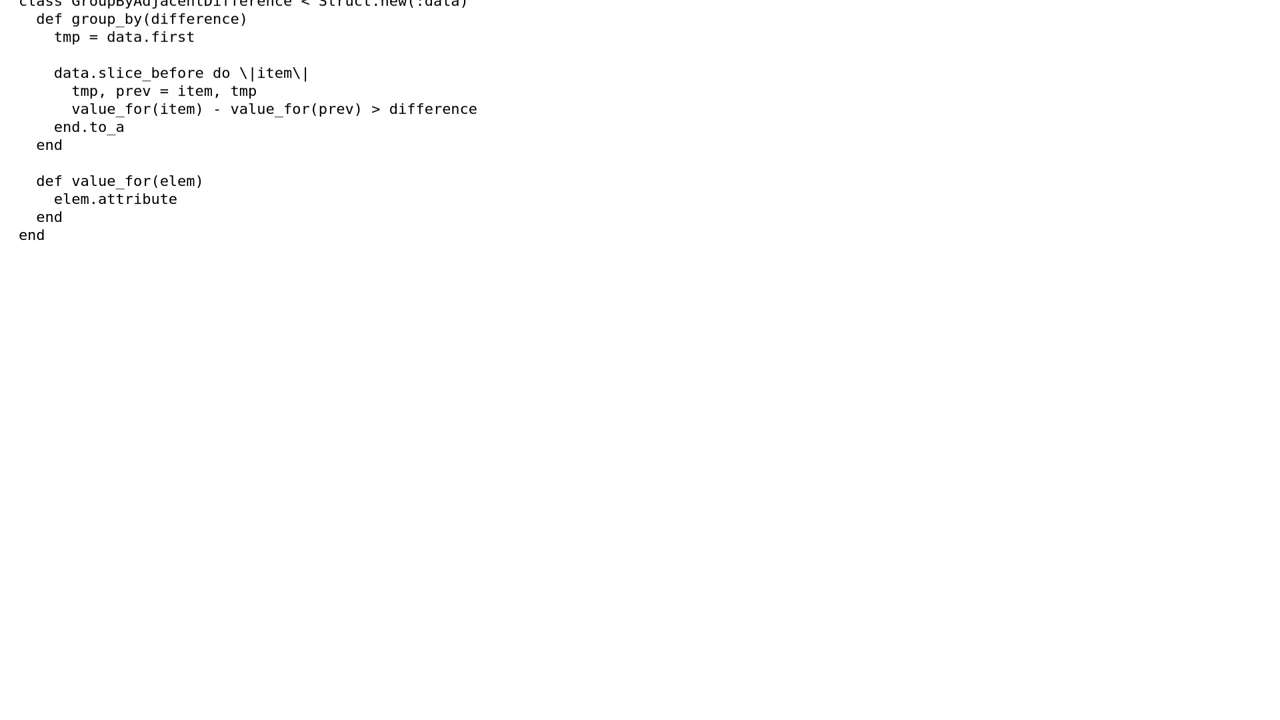 class GroupByAdjacentDifference < Struct.new(:data)
  def group_by(difference)
    tmp = data.first

    data.slice_before do \|item\|
      tmp, prev = item, tmp
      value_for(item) - value_for(prev) > difference
    end.to_a
  end

  def value_for(elem)
    elem.attribute
  end
end